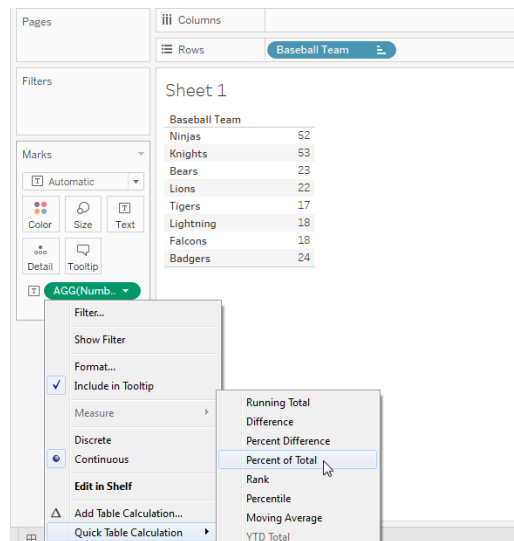 Pages
Columns
Rows
Baseball Team
Filters
Sheet 1
Baseball Team
Ninjas 52
Knights 53
Bears 23
Lions 22
Tigers 17
Lightning 18
Falcons 18
Badgers 24
Marks
T Automatic
Color Size Text
Detail Tooltip
T AGG(Numb..
Filter...
Show Filter
Format...
Include in Tooltip
Measure
Discrete
Continuous
Edit in Shelf
Add Table Calculation...
Quick Table Calculation
Running Total
Difference
Percent Difference
Percent of Total
Rank
Percentile
Moving Average
YTD Total